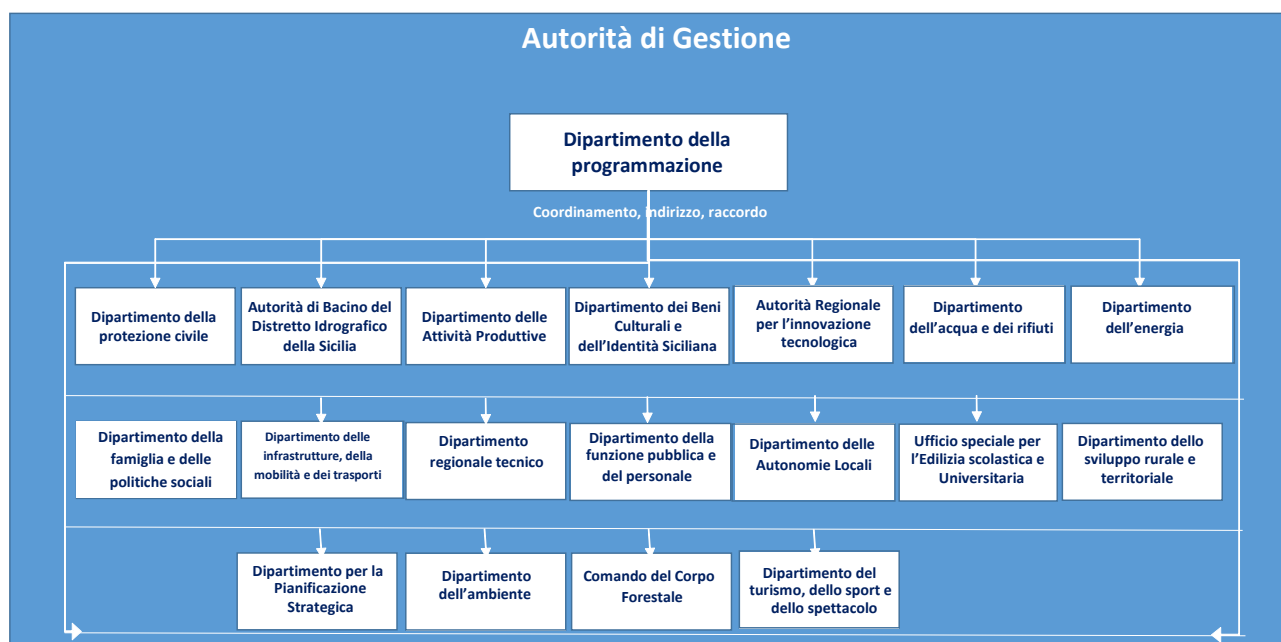 Autorità di Gestione
Dipartimento della
programmazione
Coordinamento, indirizzo, raccordo
Dipartimento della
protezione civile
Autorità di Bacino del
Distretto Idrografico
della Sicilia
Dipartimento delle
Attività Produttive
Dipartimento dei Beni
Culturali e
dell'Identità Siciliana
Autorità Regionale
per l'innovazione
tecnologica
Dipartimento
dell'acqua e dei rifiuti
Dipartimento
dell'energia
Dipartimento della
famiglia e delle
politiche sociali
Dipartimento delle
infrastrutture, della
mobilità e dei trasporti
Dipartimento
regionale tecnico
Dipartimento della
funzione pubblica e
del personale
Dipartimento delle
Autonomie Locali
Ufficio speciale per
l'Edilizia scolastica e
Universitaria
Dipartimento dello
sviluppo rurale e
territoriale
Dipartimento per la
Pianificazione
Strategica
Dipartimento
dell'ambiente
Comando del Corpo
Forestale
Dipartimento del
turismo, dello sport e
dello spettacolo